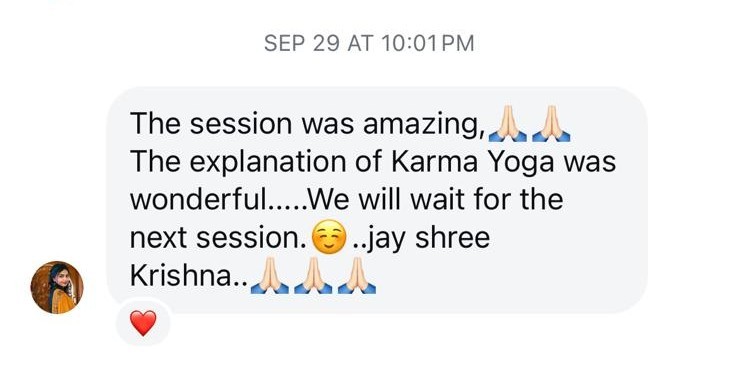 SEP 29 AT 10:01 PM
The session was amazing,🙏🏻🙏🏻
The explanation of Karma Yoga was
wonderful.....We will wait for the
next session.☺️..jay shree
Krishna..🙏🏻🙏🏻🙏🏻
❤️